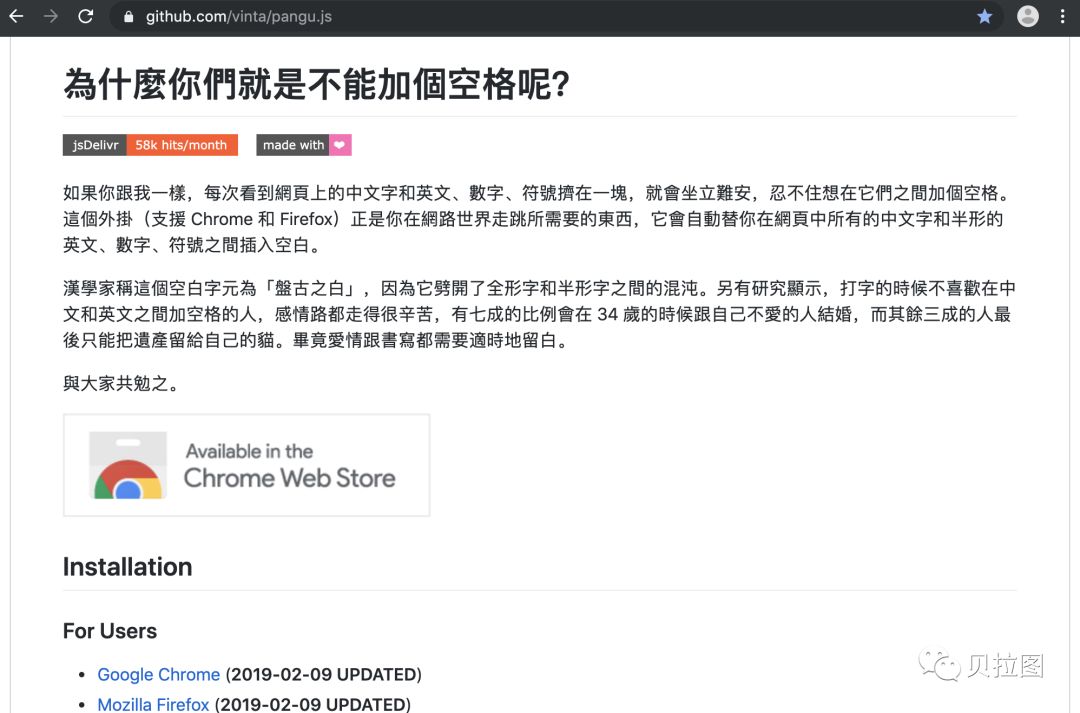 github.com/vinta/pangu.js
為什麼你們就是不能加個空格呢?
jsDelivr 58k hits/month made with ❤
如果你跟我一樣，每次看到網頁上的中文字和英文、數字、符號擠在一塊，就會坐立難安，忍不住想在它們之間加個空格。
這個外掛（支援 Chrome 和 Firefox）正是你在網路世界走跳所需要的東西，它會自動替你在網頁中所有的中文字和半形的
英文、數字、符號之間插入空白。
漢學家稱這個空白字元為「盤古之白」，因為它劈開了全形字和半形字之間的混沌。另有研究顯示，打字的時候不喜歡在中
文和英文之間加空格的人，感情路都走得很辛苦，有七成的比例會在 34 歲的時候跟自己不愛的人結婚，而其餘三成的人最
後只能把遺產留給自己的貓。畢竟愛情跟書寫都需要適時地留白。
與大家共勉之。
Available in the
Chrome Web Store
Installation
For Users
• Google Chrome (2019-02-09 UPDATED)
• Mozilla Firefox (2019-02-09 UPDATED)
贝拉图